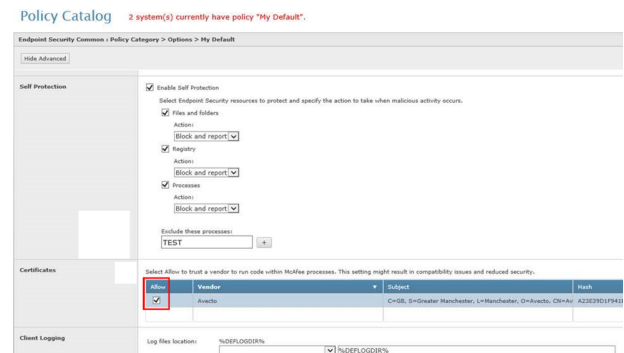 Policy Catalog 2 system(s) currently have policy "My Default".
Endpoint Security Common : Policy Category > Options > My Default
Hide Advanced
Self Protection
Enable Self Protection
Select Endpoint Security resources to protect and specify the action to take when malicious activity occurs.
Files and folders
Action:
Block and report
Registry
Action:
Block and report
Processes
Action:
Block and report
Exclude these processes:
TEST
+
Certificates
Select Allow to trust a vendor to run code within McAfee processes. This setting might result in compatibility issues and reduced security.
Allow Vendor Subject Hash
Avecto C=GB, S=Greater Manchester, L=Manchester, O=Avecto, CN=Av A23E29D1F941
Client Logging
Log files location: %DEFLOGDIR%
%DEFLOGDIR%